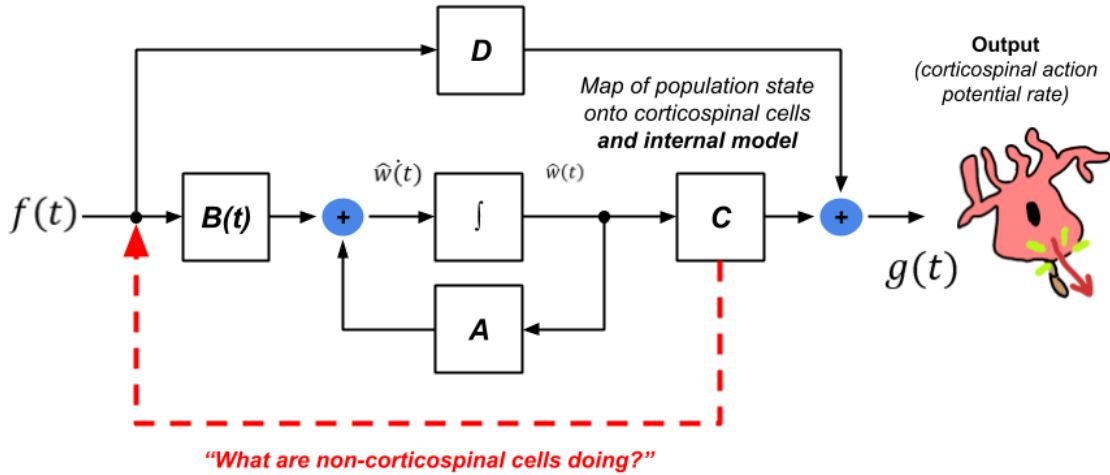 D
Output
(corticospinal action
potential rate)
Map of population state
onto corticospinal cells
and internal model
f(t)
B(t)
+
ẇ̂(t)
∫
ŵ(t)
C
+
g(t)
A
“What are non-corticospinal cells doing?”